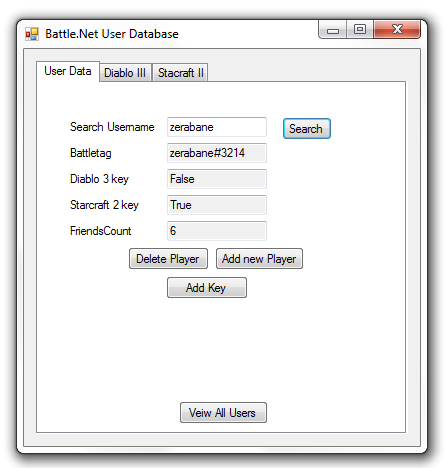 Battle.Net User Database
User Data Diablo III Stacraft II
Search Username zerabane Search
Battletag zerabane#3214
Diablo 3 key False
Starcraft 2 key True
FriendsCount 6
Delete Player Add new Player
Add Key
Veiw All Users